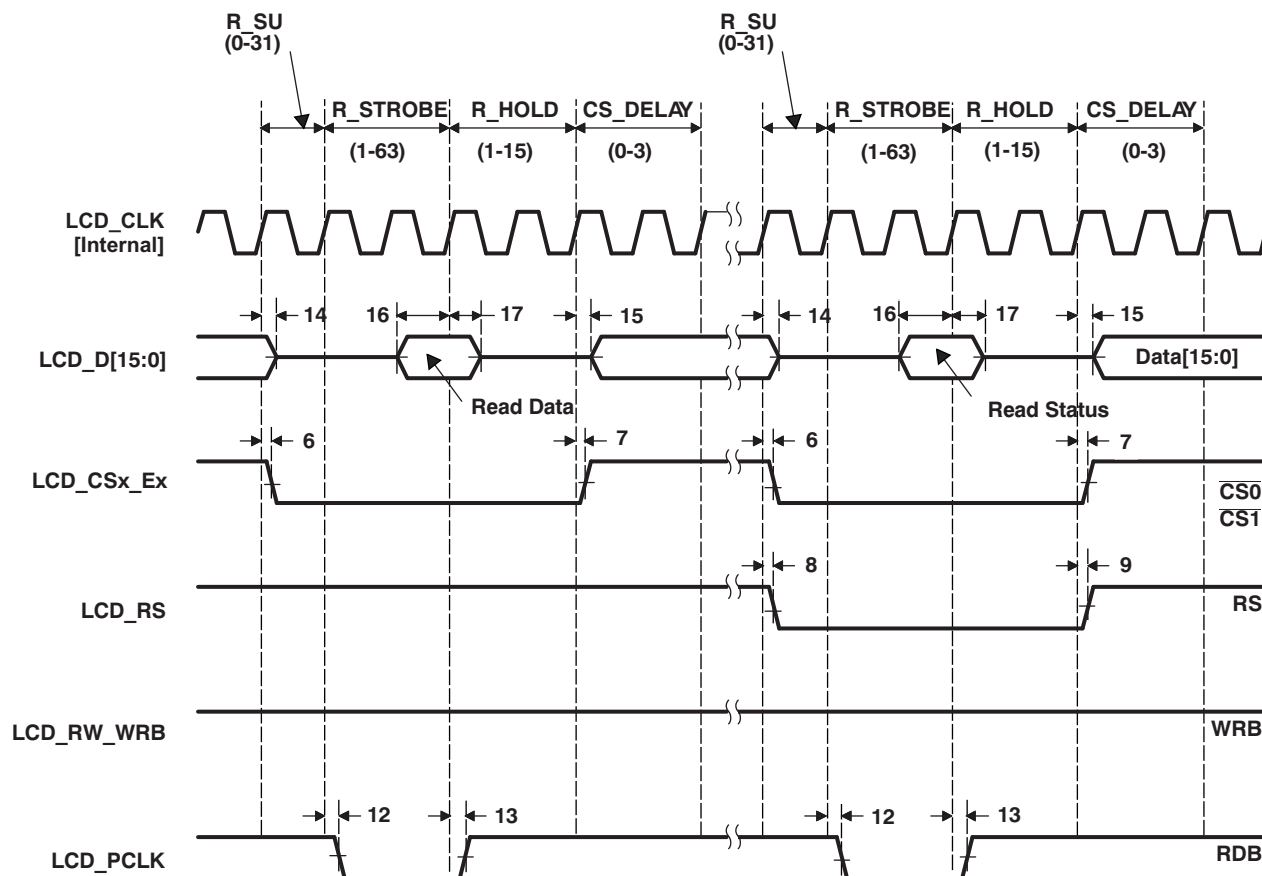 R_SU
(0-31)
R_SU
(0-31)
R_STROBE R_HOLD CS_DELAY
R_STROBE R_HOLD CS_DELAY
(1-63) (1-15) (0-3)
(1-63) (1-15) (0-3)
LCD_CLK
[Internal]
14 16 17 15
14 16 17 15
LCD_D[15:0]
Data[15:0]
Read Data
Read Status
6 7
6 7
LCD_CSx_Ex
CS0
CS1
8 9
LCD_RS
RS
LCD_RW_WRB
WRB
12 13
12 13
LCD_PCLK
RDB